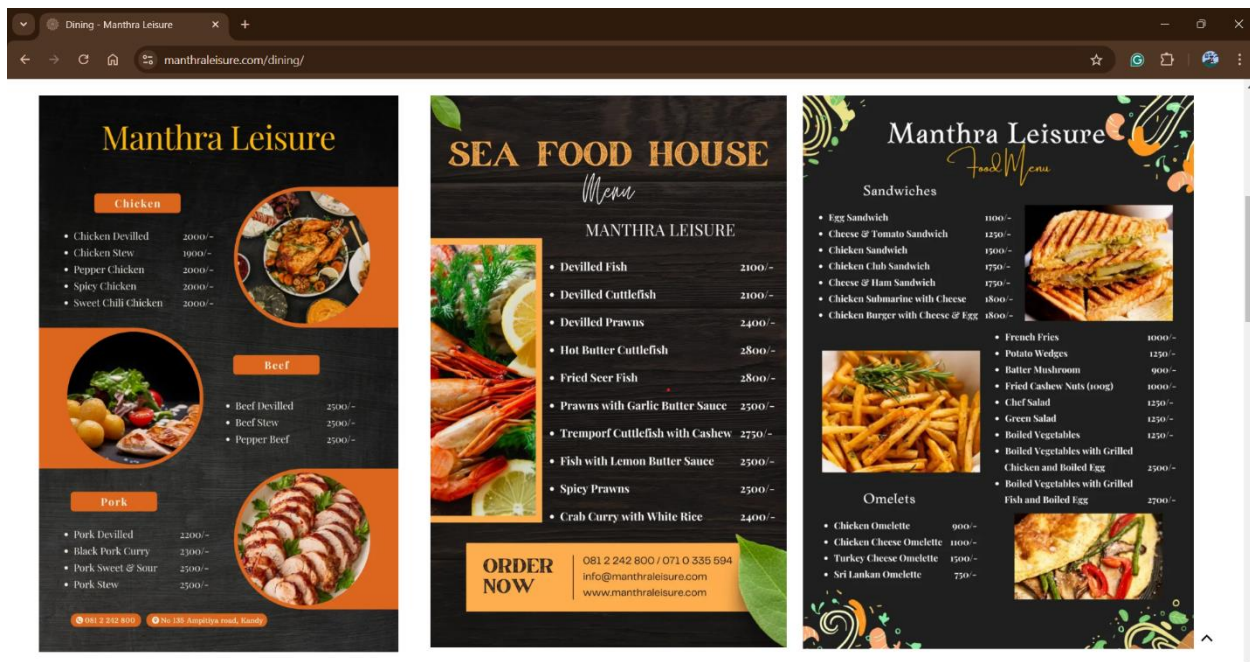 Dining - Manthra Leisure
manthraleisure.com/dining/
Manthra Leisure
Chicken
• Chicken Devilled 2000/-
• Chicken Stew 1900/-
• Pepper Chicken 2000/-
• Spicy Chicken 2000/-
• Sweet Chili Chicken 2000/-
Beef
• Beef Devilled 2500/-
• Beef Stew 2500/-
• Pepper Beef 2500/-
Pork
• Pork Devilled 2200/-
• Black Pork Curry 2300/-
• Pork Sweet & Sour 2500/-
• Pork Stew 2500/-
081 2 242 800 No 135 Ampitiya road, Kandy
SEA FOOD HOUSE
Menu
MANTHRA LEISURE
• Devilled Fish 2100/-
• Devilled Cuttlefish 2100/-
• Devilled Prawns 2400/-
• Hot Butter Cuttlefish 2800/-
• Fried Seer Fish 2800/-
• Prawns with Garlic Butter Sauce 2500/-
• Tremporf Cuttlefish with Cashew 2750/-
• Fish with Lemon Butter Sauce 2500/-
• Spicy Prawns 2500/-
• Crab Curry with White Rice 2400/-
ORDER
NOW
081 2 242 800 / 071 0 335 594
info@manthraleisure.com
www.manthraleisure.com
Manthra Leisure
Food Menu
Sandwiches
• Egg Sandwich 1100/-
• Cheese & Tomato Sandwich 1250/-
• Chicken Sandwich 1500/-
• Chicken Club Sandwich 1750/-
• Cheese & Ham Sandwich 1750/-
• Chicken Submarine with Cheese 1800/-
• Chicken Burger with Cheese & Egg 1800/-
• French Fries 1000/-
• Potato Wedges 1250/-
• Batter Mushroom 900/-
• Fried Cashew Nuts (100g) 1000/-
• Chef Salad 1250/-
• Green Salad 1250/-
• Boiled Vegetables 1250/-
• Boiled Vegetables with Grilled
Chicken and Boiled Egg 2500/-
• Boiled Vegetables with Grilled
Fish and Boiled Egg 2700/-
Omelets
• Chicken Omelette 900/-
• Chicken Cheese Omelette 1100/-
• Turkey Cheese Omelette 1500/-
• Sri Lankan Omelette 750/-